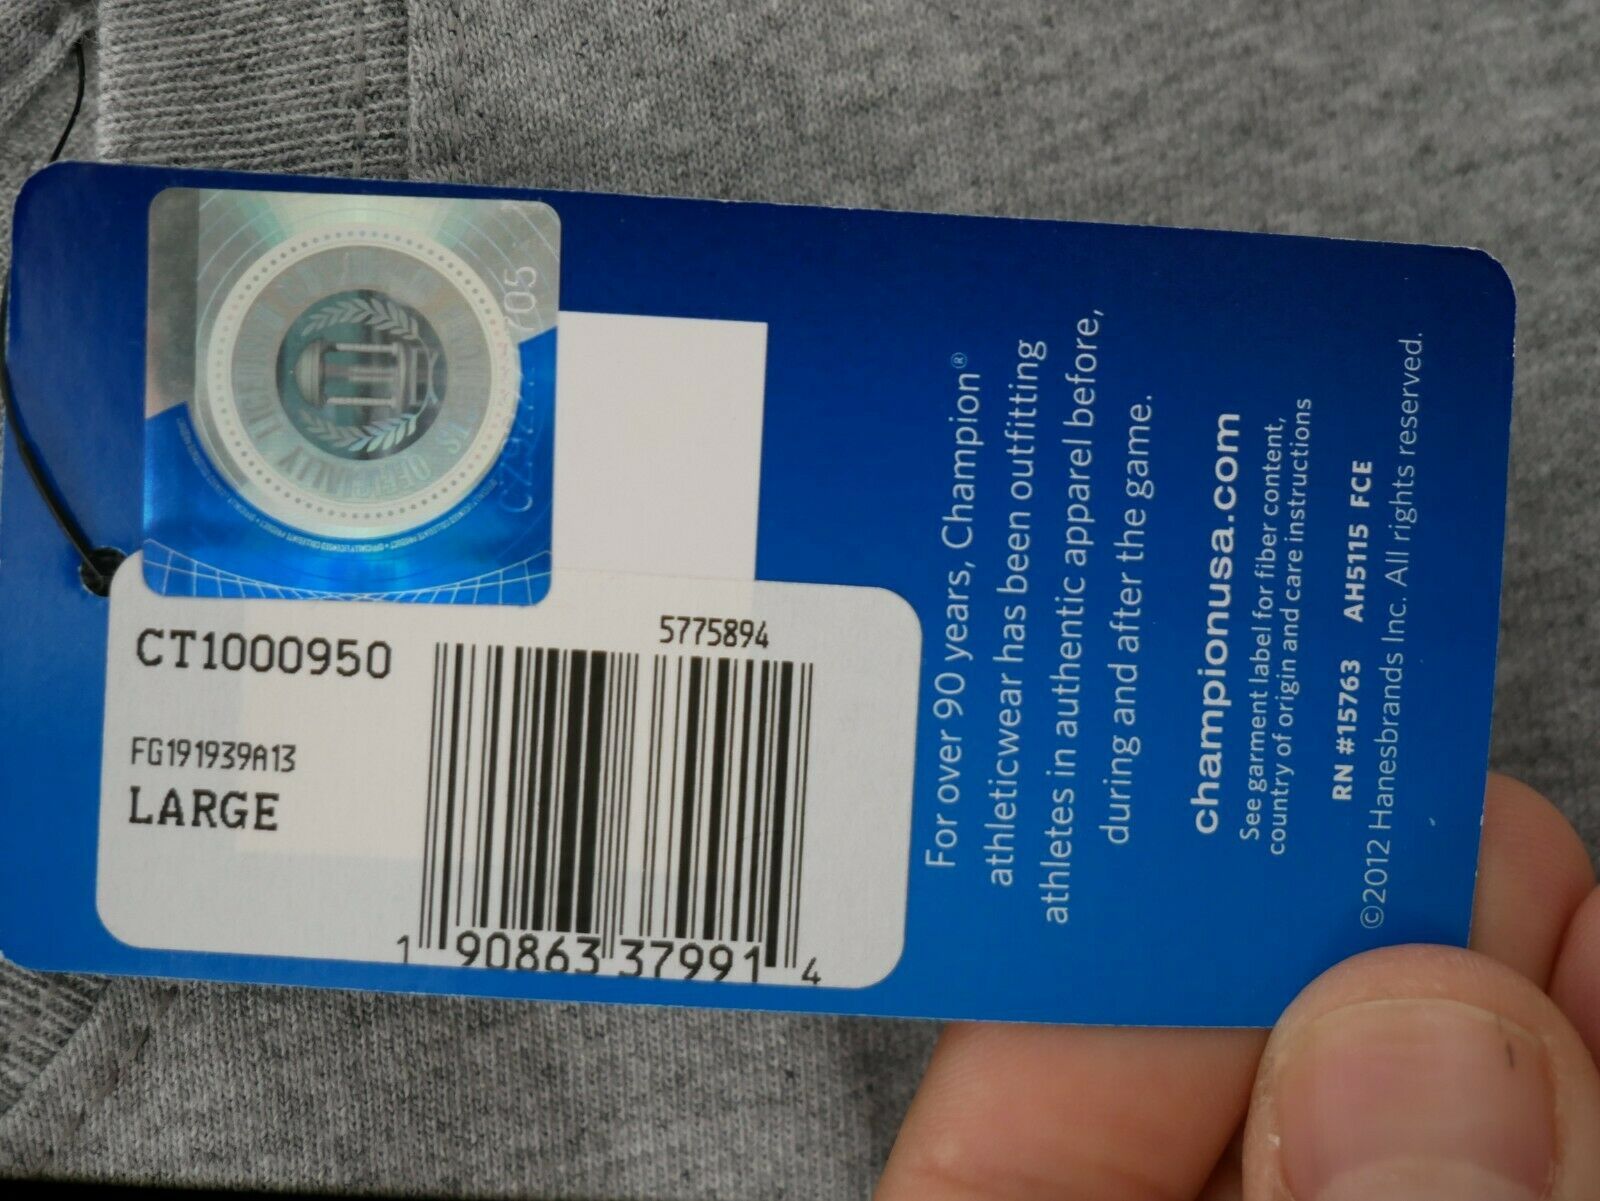 CT1000950
5775894
FG191939A13
LARGE
1 90863 37991 4
For over 90 years, Champion®
athleticwear has been outfitting
athletes in authentic apparel before,
during and after the game.
championusa.com
See garment label for fiber content,
country of origin and care instructions
RN #15763 AH5115 FCE
©2012 Hanesbrands Inc. All rights reserved.
OFFICIALLY